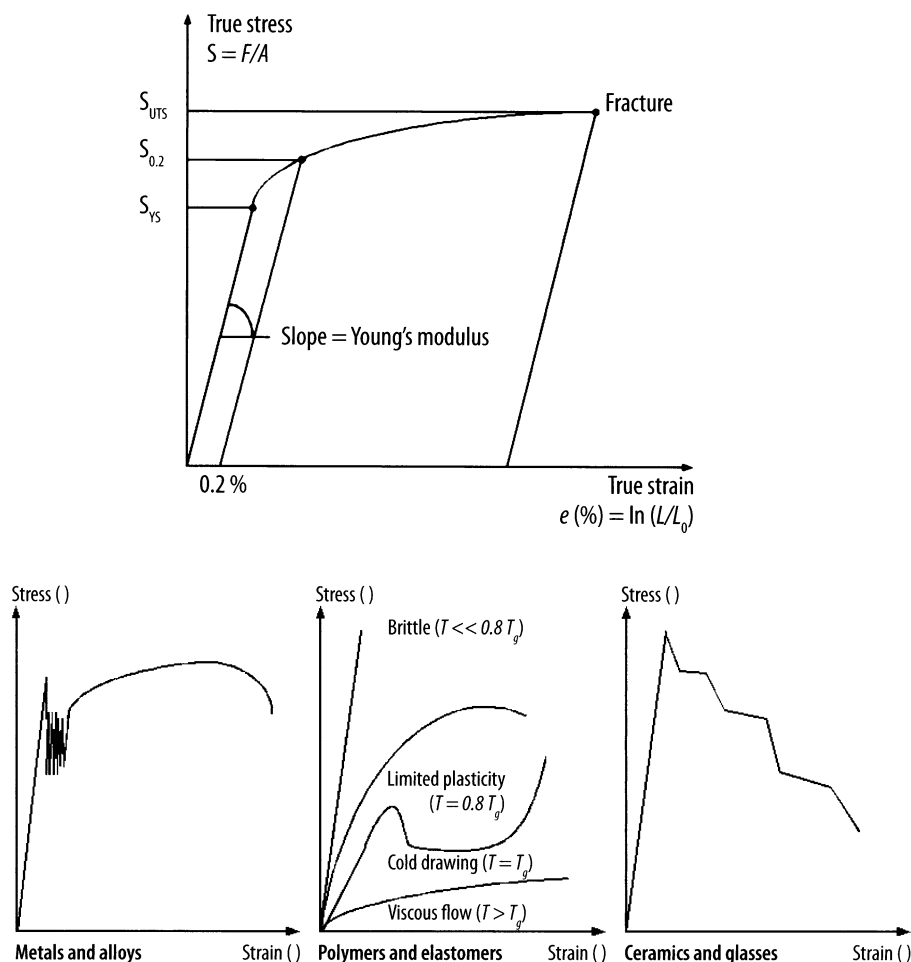 True stress
S = F/A
S_UTS
Fracture
S_0.2
S_YS
Slope = Young's modulus
0.2 %
True strain
e (%) = ln (L/L_0)
Stress ( )
Metals and alloys
Strain ( )
Stress ( )
Brittle (T << 0.8 T_g)
Limited plasticity
(T = 0.8 T_g)
Cold drawing (T = T_g)
Viscous flow (T > T_g)
Polymers and elastomers
Strain ( )
Stress ( )
Ceramics and glasses
Strain ( )